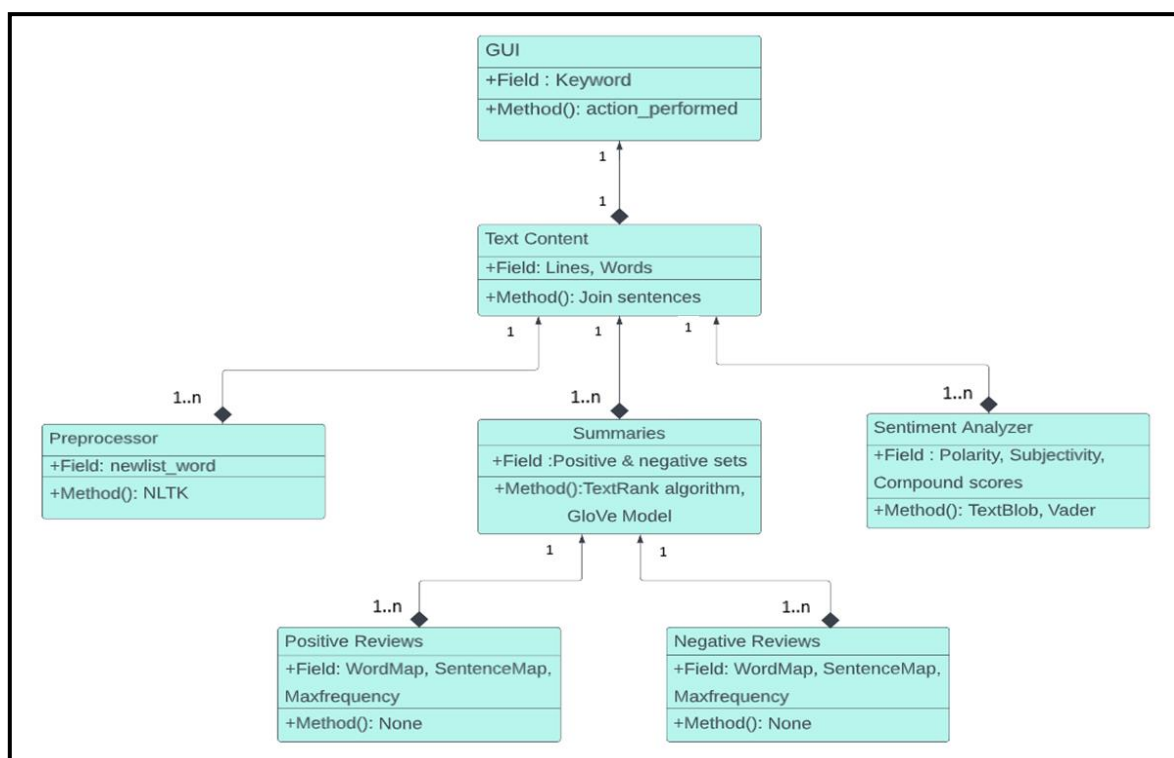 GUI
+Field : Keyword
+Method(): action_performed
1
1
Text Content
+Field: Lines, Words
+Method(): Join sentences
1
1
1
1..n
1..n
1..n
Preprocessor
+Field: newlist_word
+Method(): NLTK
Summaries
+Field :Positive & negative sets
+Method():TextRank algorithm,
GloVe Model
Sentiment Analyzer
+Field : Polarity, Subjectivity,
Compound scores
+Method(): TextBlob, Vader
1
1
1..n
1..n
Positive Reviews
+Field: WordMap, SentenceMap,
Maxfrequency
+Method(): None
Negative Reviews
+Field: WordMap, SentenceMap,
Maxfrequency
+Method(): None